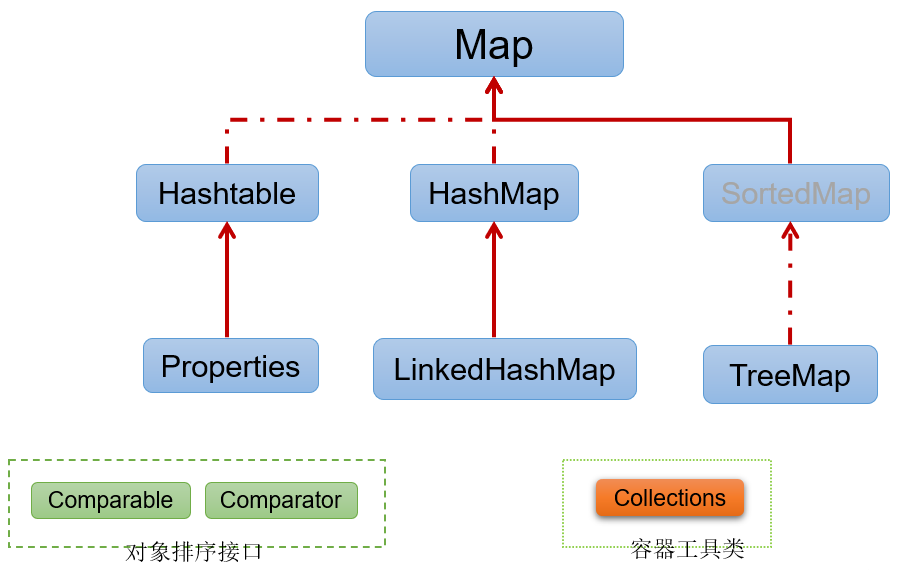 Map
Hashtable
HashMap
SortedMap
Properties
LinkedHashMap
TreeMap
Comparable
Comparator
对象排序接口
Collections
容器工具类